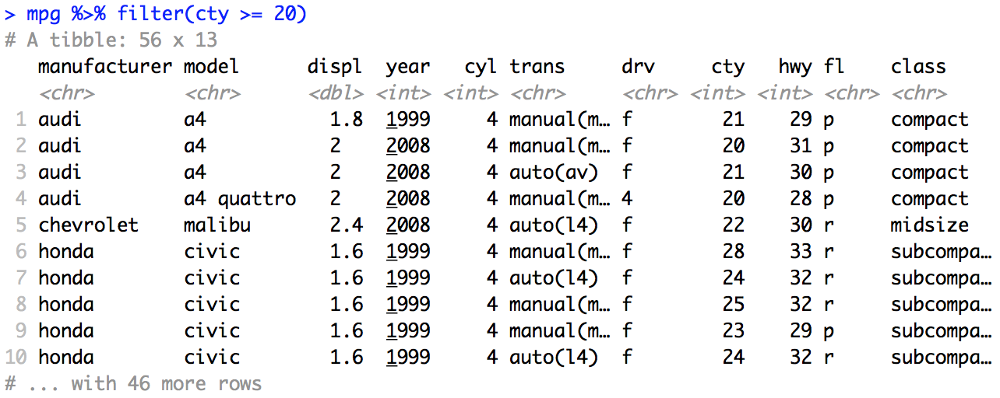 > mpg %>% filter(cty >= 20)
# A tibble: 56 x 13
   manufacturer model      displ  year   cyl trans     drv     cty   hwy fl    class
   <chr>        <chr>      <dbl> <int> <int> <chr>     <chr> <int> <int> <chr> <chr>
 1 audi         a4           1.8  1999     4 manual(m… f        21    29 p     compact
 2 audi         a4           2    2008     4 manual(m… f        20    31 p     compact
 3 audi         a4           2    2008     4 auto(av)  f        21    30 p     compact
 4 audi         a4 quattro   2    2008     4 manual(m… 4        20    28 p     compact
 5 chevrolet    malibu       2.4  2008     4 auto(l4)  f        22    30 r     midsize
 6 honda        civic        1.6  1999     4 manual(m… f        28    33 r     subcompa…
 7 honda        civic        1.6  1999     4 auto(l4)  f        24    32 r     subcompa…
 8 honda        civic        1.6  1999     4 manual(m… f        25    32 r     subcompa…
 9 honda        civic        1.6  1999     4 manual(m… f        23    29 p     subcompa…
10 honda        civic        1.6  1999     4 auto(l4)  f        24    32 r     subcompa…
# ... with 46 more rows